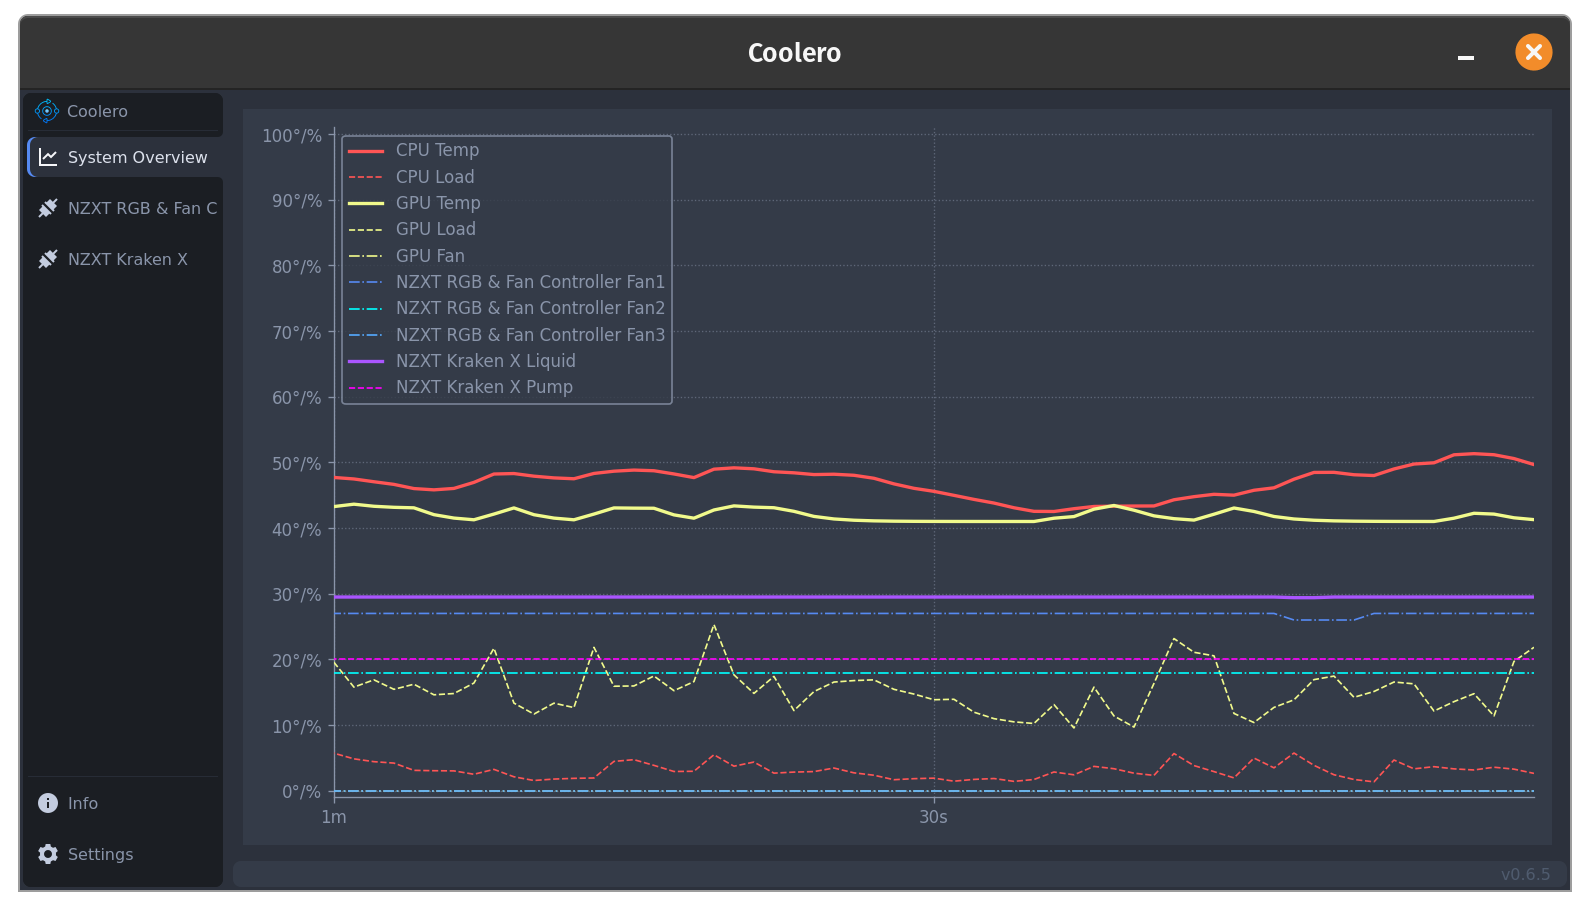 Coolero
Coolero
System Overview
NZXT RGB & Fan C
NZXT Kraken X
Info
Settings
100°/%
90°/%
80°/%
70°/%
60°/%
50°/%
40°/%
30°/%
20°/%
10°/%
0°/%
CPU Temp
CPU Load
GPU Temp
GPU Load
GPU Fan
NZXT RGB & Fan Controller Fan1
NZXT RGB & Fan Controller Fan2
NZXT RGB & Fan Controller Fan3
NZXT Kraken X Liquid
NZXT Kraken X Pump
1m
30s
v0.6.5